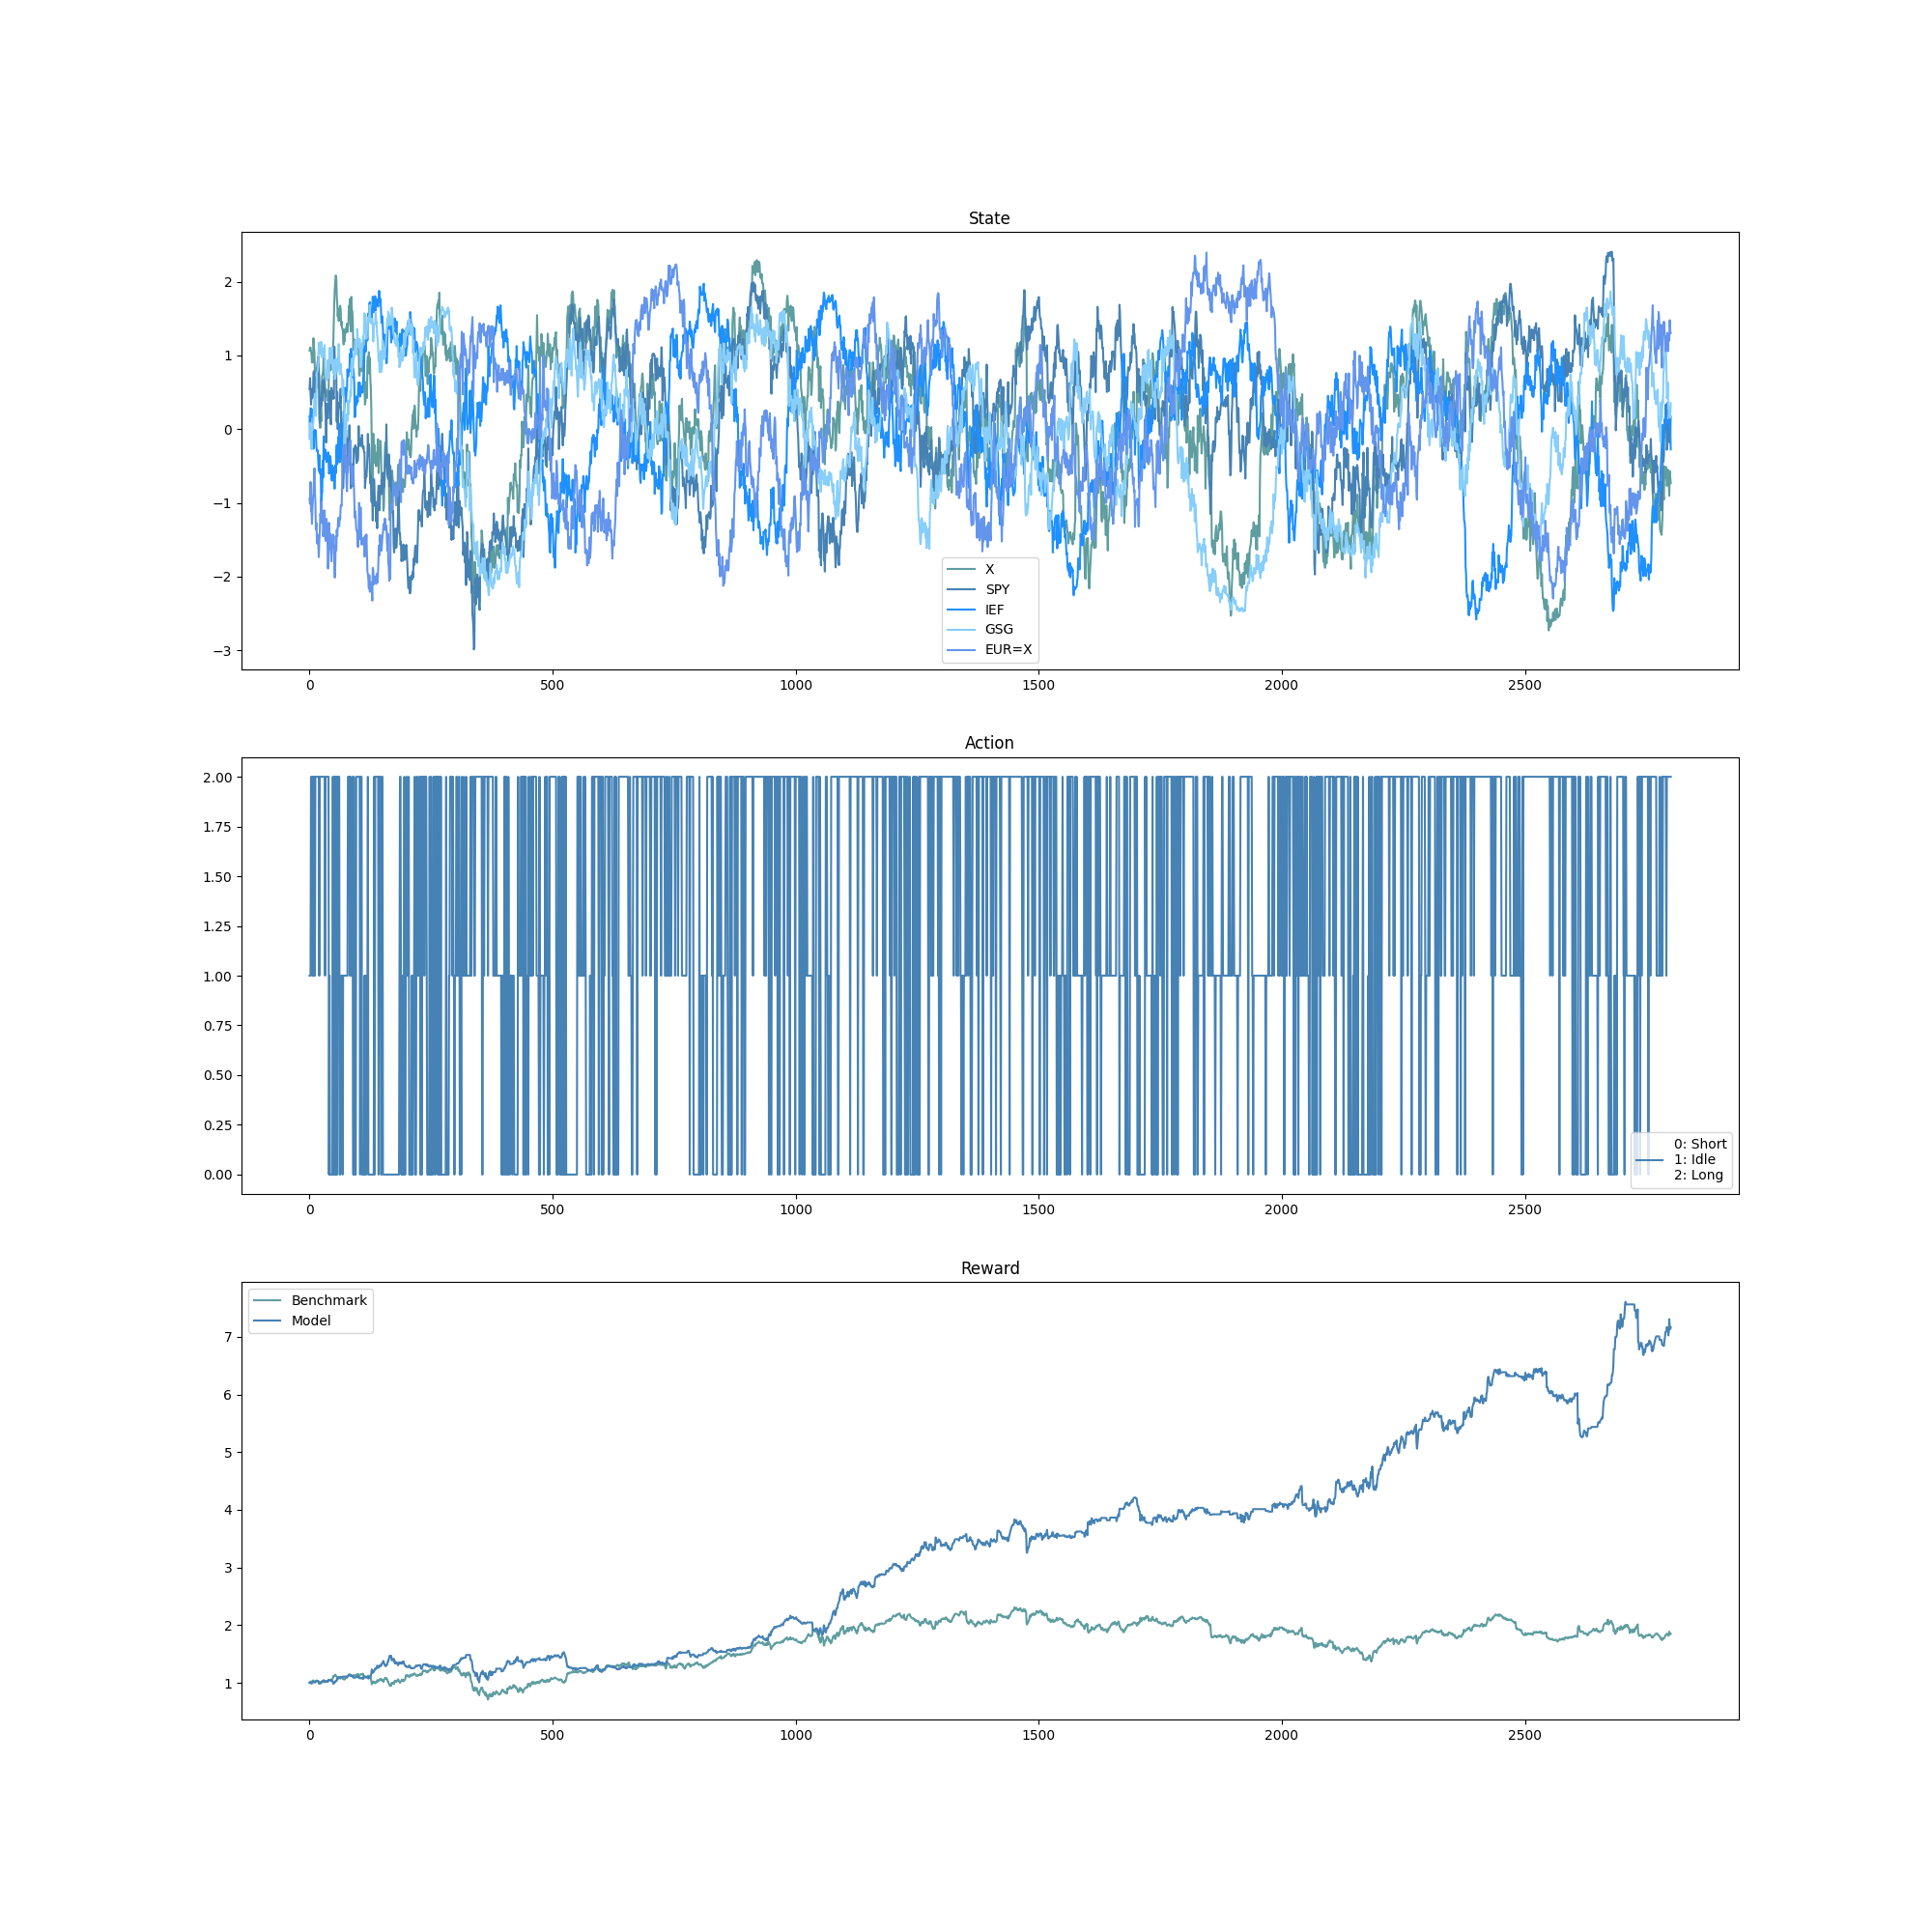 State
2
1
0
−1
−2
−3
X
SPY
IEF
GSG
EUR=X
0 500 1000 1500 2000 2500
Action
2.00
1.75
1.50
1.25
1.00
0.75
0.50
0.25
0.00
0: Short
1: Idle
2: Long
0 500 1000 1500 2000 2500
Reward
Benchmark
Model
7
6
5
4
3
2
1
0 500 1000 1500 2000 2500